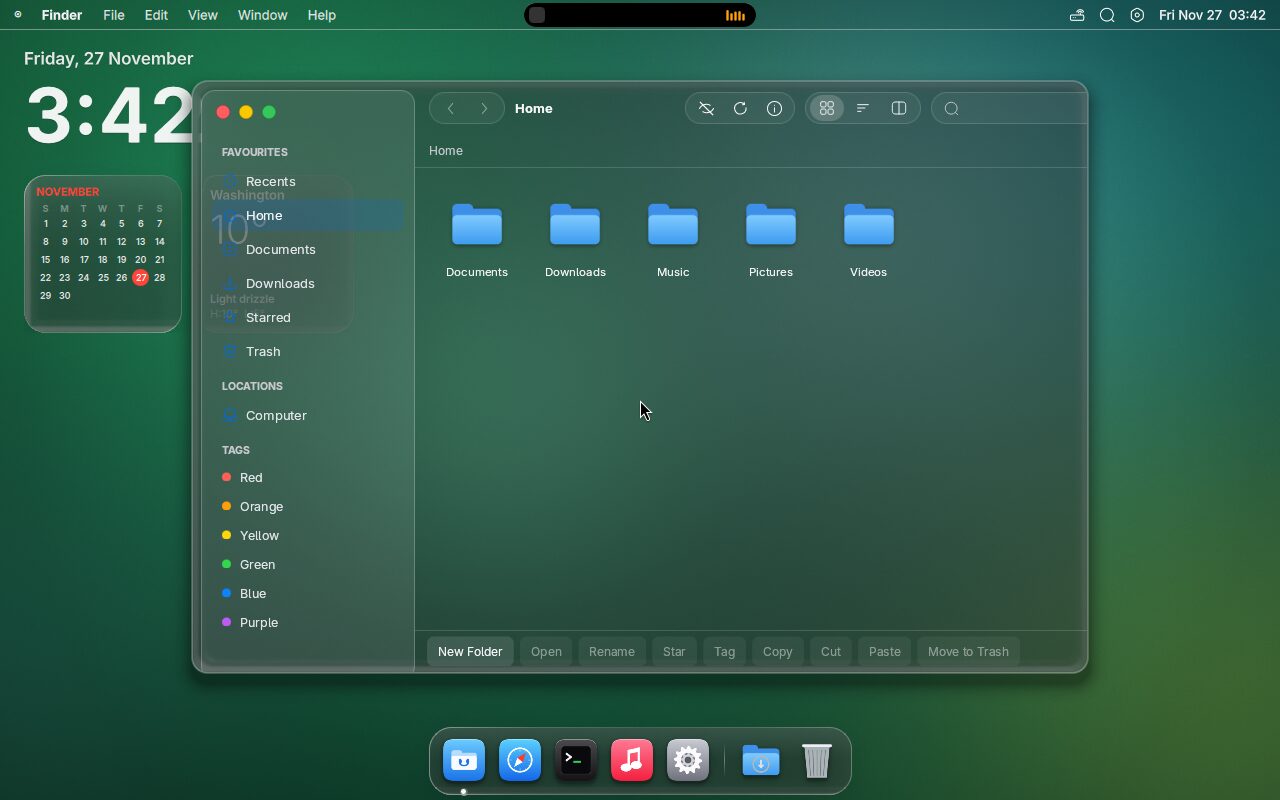 Finder File Edit View Window Help
Fri Nov 27 03:42
Friday, 27 November
3:42
NOVEMBER
S M T W T F S
1 2 3 4 5 6 7
8 9 10 11 12 13 14
15 16 17 18 19 20 21
22 23 24 25 26 27 28
29 30
Washington
10°
Light drizzle
FAVOURITES
Recents
Home
Documents
Downloads
Starred
Trash
LOCATIONS
Computer
TAGS
Red
Orange
Yellow
Green
Blue
Purple
Home
Home
Documents Downloads Music Pictures Videos
New Folder Open Rename Star Tag Copy Cut Paste Move to Trash